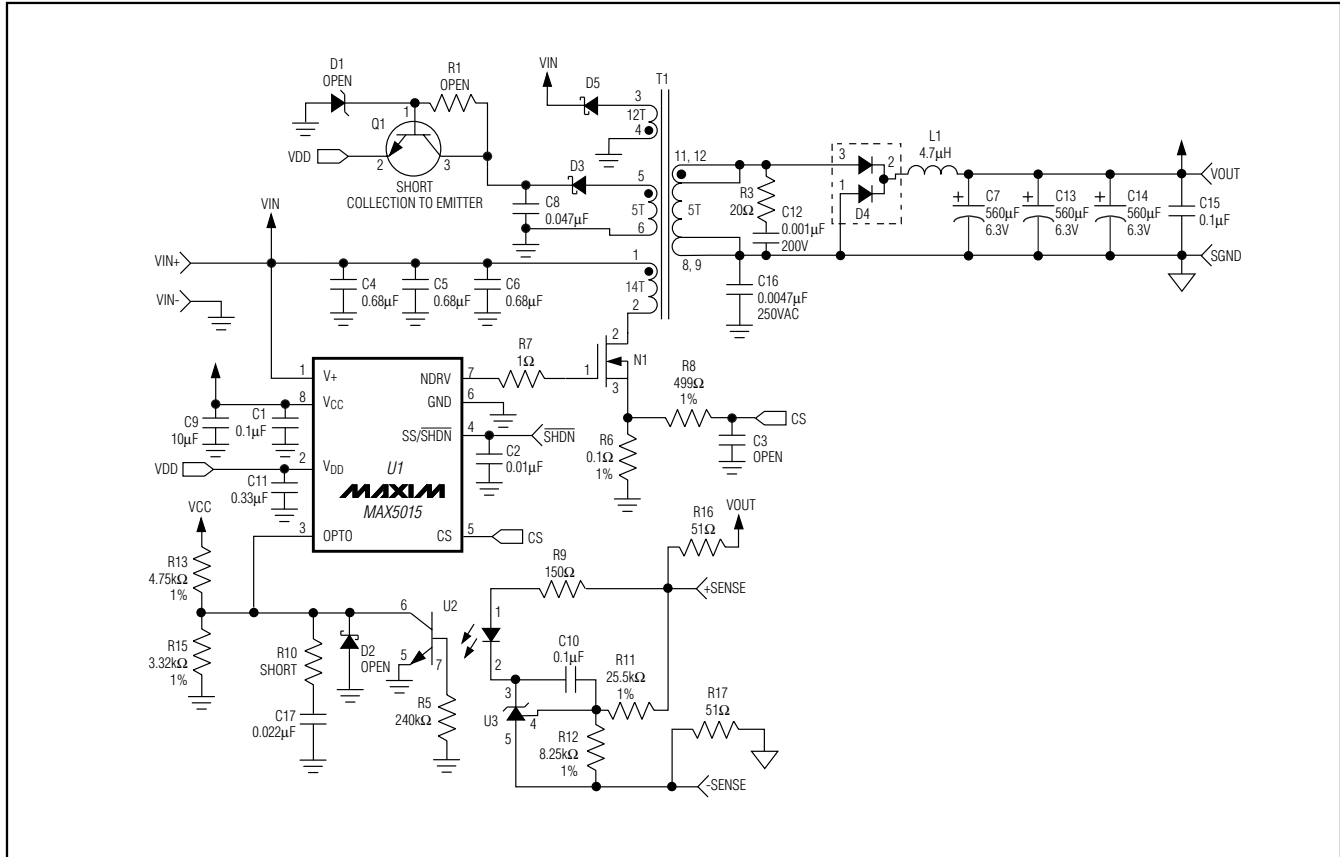 D1
OPEN
R1
OPEN
1
Q1
VDD
2
3
SHORT
COLLECTION TO EMITTER
VIN
D5
3
12T
4
T1
D3
5
5T
6
C8
0.047µF
11, 12
5T
8, 9
R3
20Ω
C12
0.001µF
200V
3
2
1
D4
L1
4.7µH
C7
560µF
6.3V
C13
560µF
6.3V
C14
560µF
6.3V
C15
0.1µF
VOUT
SGND
C16
0.0047µF
250VAC
VIN
VIN+
VIN-
C4
0.68µF
C5
0.68µF
C6
0.68µF
1
14T
2
1
V+
8
VCC
C9
10µF
C1
0.1µF
VDD
2
VDD
C11
0.33µF
3
OPTO
U1
MAXIM
MAX5015
NDRV
7
GND
6
SS/SHDN
4
SHDN
C2
0.01µF
CS
5
CS
R7
1Ω
1
2
N1
3
R8
499Ω
1%
CS
C3
OPEN
R6
0.1Ω
1%
VCC
R13
4.75kΩ
1%
R15
3.32kΩ
1%
R10
SHORT
C17
0.022µF
D2
OPEN
6
U2
5
7
R5
240kΩ
1
2
R9
150Ω
R16
51Ω
VOUT
+SENSE
C10
0.1µF
R11
25.5kΩ
1%
3
U3
4
5
R12
8.25kΩ
1%
R17
51Ω
-SENSE